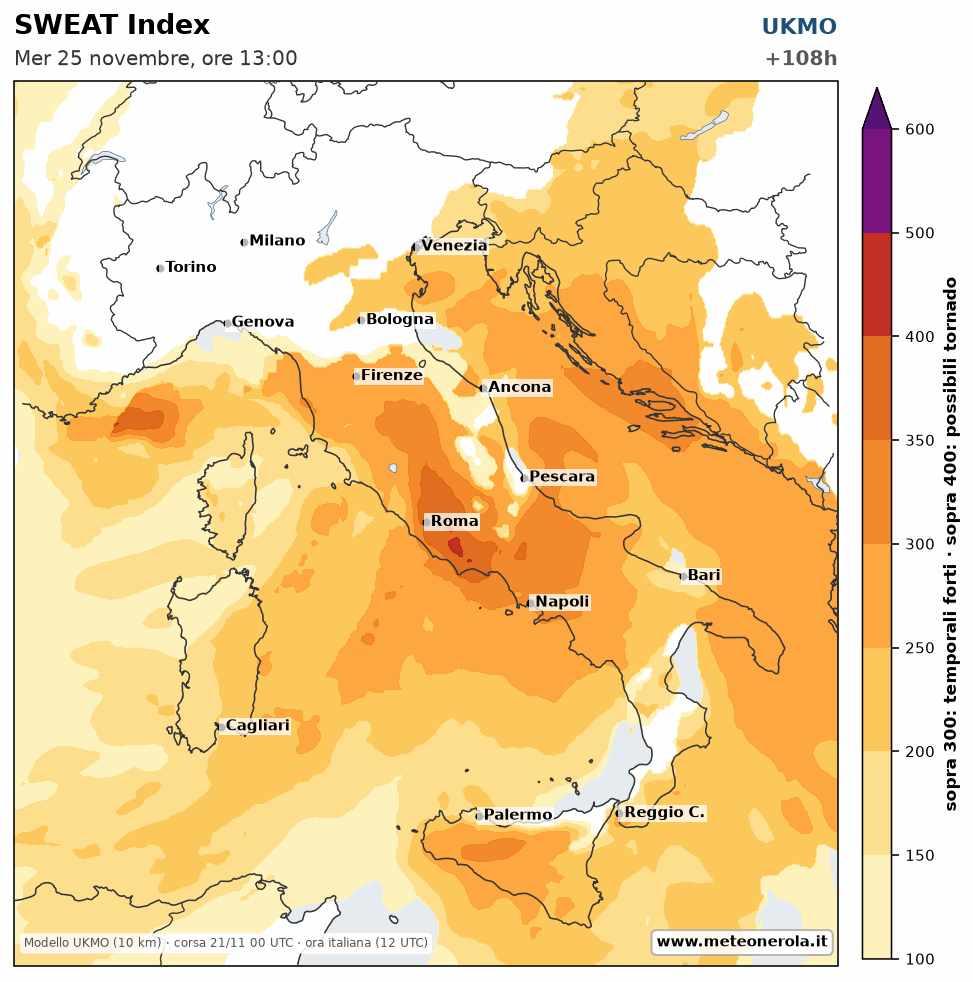 SWEAT Index
UKMO
Mer 25 novembre, ore 13:00
+108h
Milano
Venezia
Torino
Genova
Bologna
Firenze
Ancona
Pescara
Roma
Bari
Napoli
Cagliari
Palermo
Reggio C.
Modello UKMO (10 km) · corsa 21/11 00 UTC · ora italiana (12 UTC)
www.meteonerola.it
600
500
400
350
300
250
200
150
100
sopra 300: temporali forti · sopra 400: possibili tornado